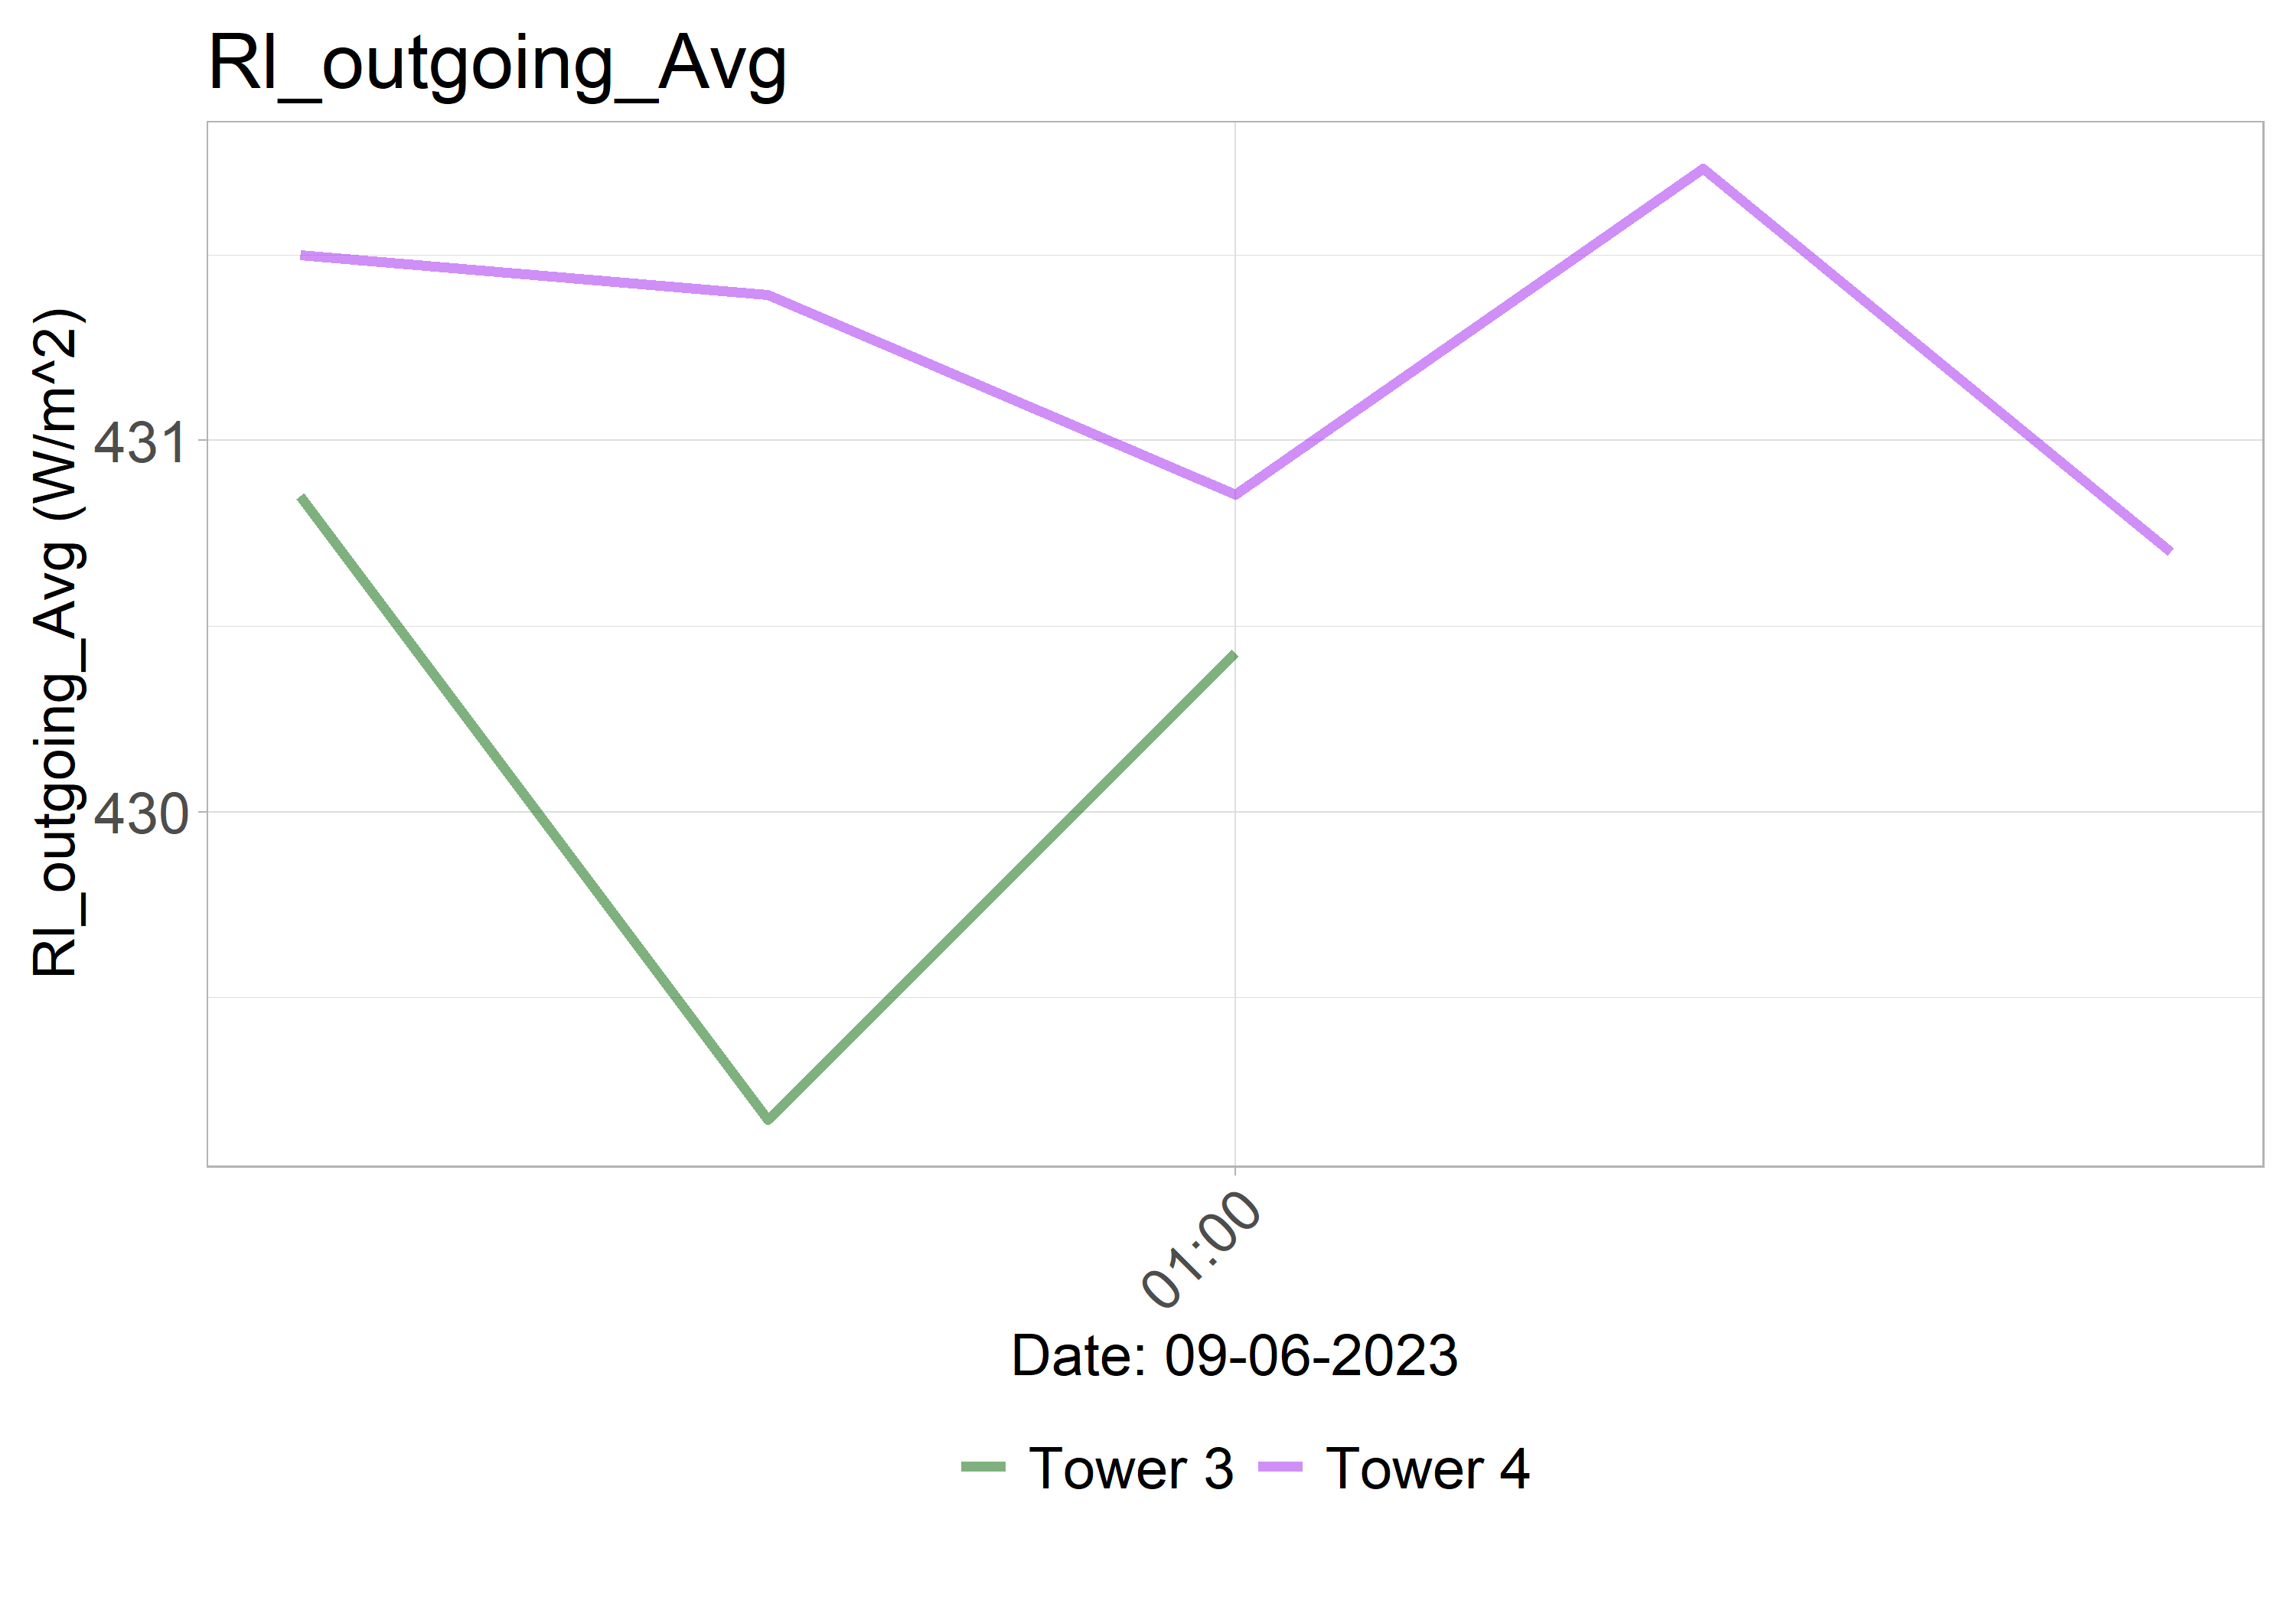 Rl_outgoing_Avg
Rl_outgoing_Avg (W/m^2)
431
430
01:00
Date: 09-06-2023
Tower 3 Tower 4